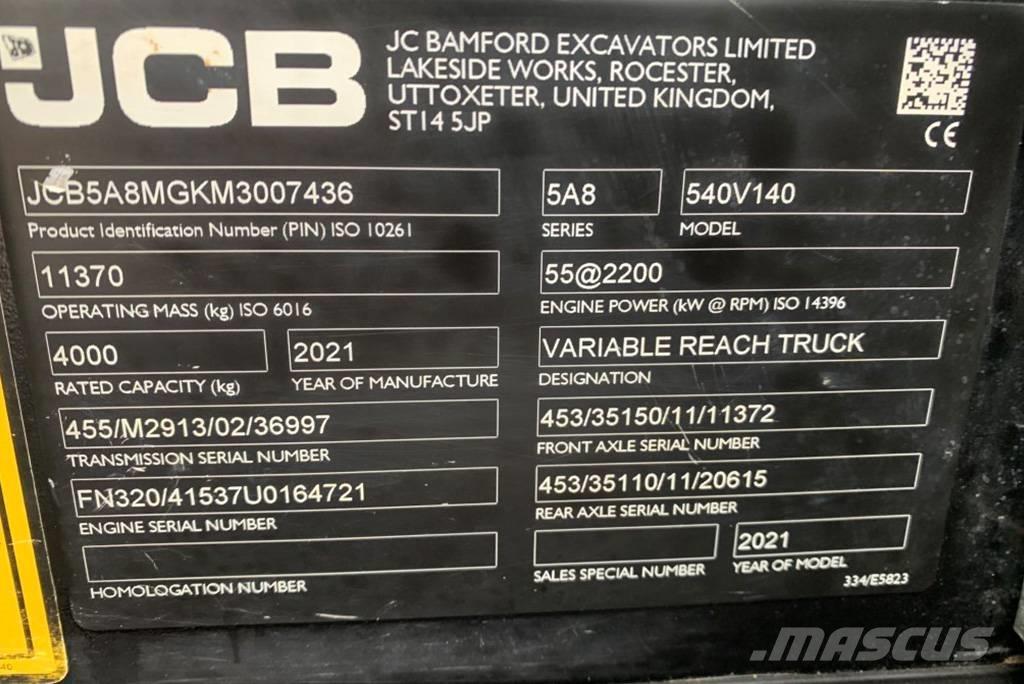 JCB
JC BAMFORD EXCAVATORS LIMITED
LAKESIDE WORKS, ROCESTER,
UTTOXETER, UNITED KINGDOM,
ST14 5JP
CE
JCB5A8MGKM3007436
Product Identification Number (PIN) ISO 10261
5A8
SERIES
540V140
MODEL
11370
OPERATING MASS (kg) ISO 6016
55@2200
ENGINE POWER (kW @ RPM) ISO 14396
4000
RATED CAPACITY (kg)
2021
YEAR OF MANUFACTURE
VARIABLE REACH TRUCK
DESIGNATION
455/M2913/02/36997
TRANSMISSION SERIAL NUMBER
453/35150/11/11372
FRONT AXLE SERIAL NUMBER
FN320/41537U0164721
ENGINE SERIAL NUMBER
453/35110/11/20615
REAR AXLE SERIAL NUMBER
HOMOLOGATION NUMBER
SALES SPECIAL NUMBER
2021
YEAR OF MODEL
334/E5823
MASCUS